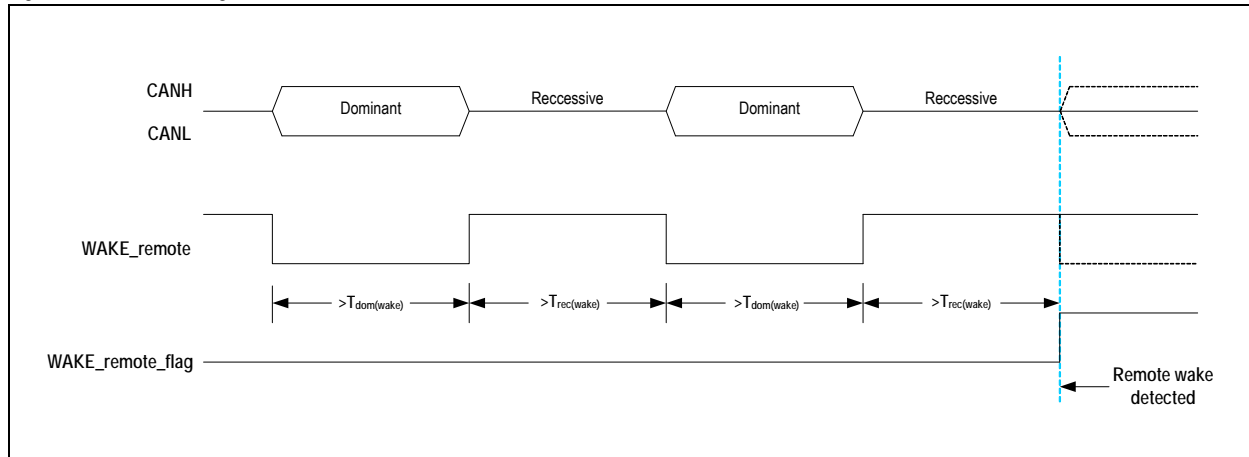 CANH
CANL
Dominant
Reccessive
Dominant
Reccessive
WAKE_remote
>Tdom(wake)
>Trec(wake)
>Tdom(wake)
>Trec(wake)
WAKE_remote_flag
Remote wake
detected